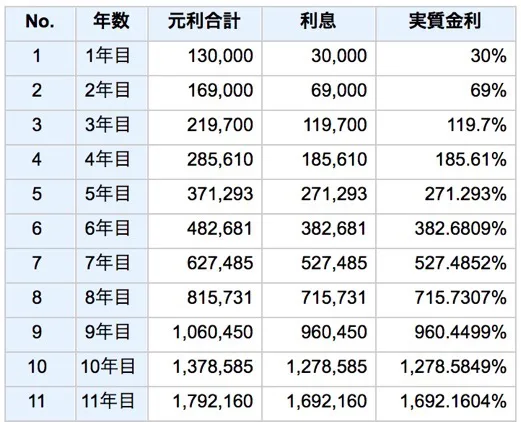 No. 年数 元利合計 利息 実質金利
1 1年目 130,000 30,000 30%
2 2年目 169,000 69,000 69%
3 3年目 219,700 119,700 119.7%
4 4年目 285,610 185,610 185.61%
5 5年目 371,293 271,293 271.293%
6 6年目 482,681 382,681 382.6809%
7 7年目 627,485 527,485 527.4852%
8 8年目 815,731 715,731 715.7307%
9 9年目 1,060,450 960,450 960.4499%
10 10年目 1,378,585 1,278,585 1,278.5849%
11 11年目 1,792,160 1,692,160 1,692.1604%